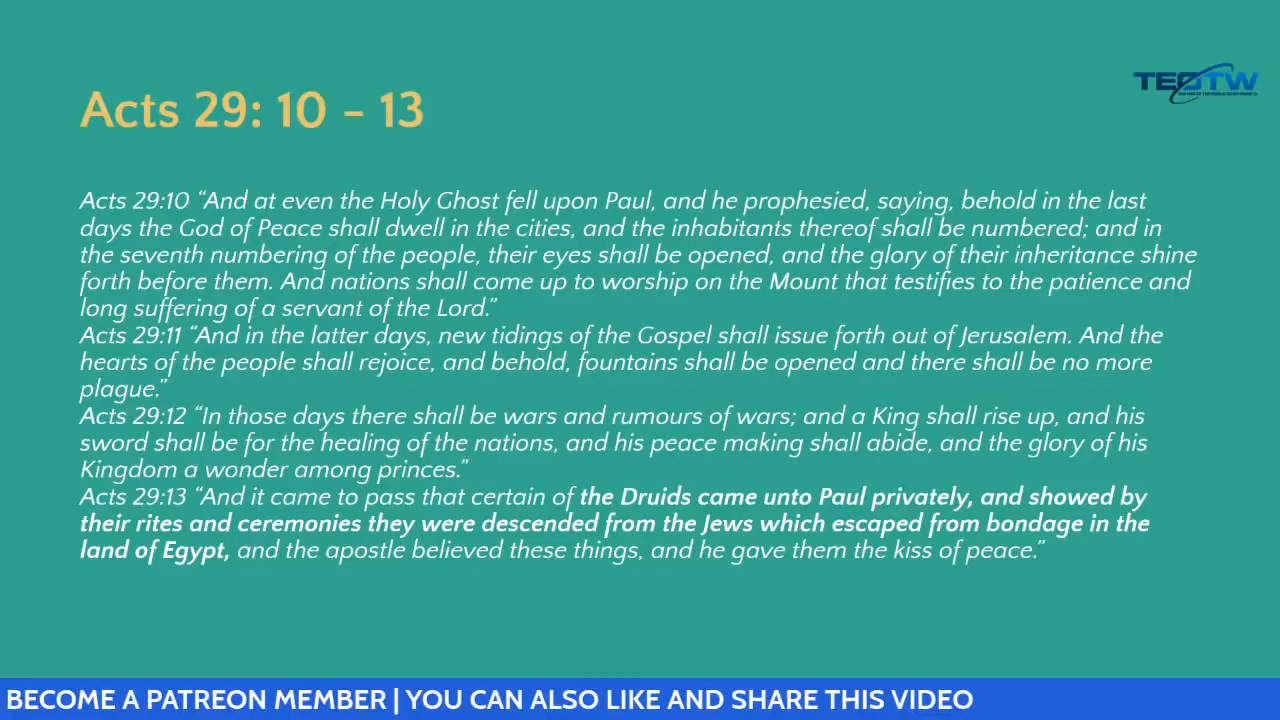 TEOTW
Acts 29: 10 – 13
Acts 29:10 “And at even the Holy Ghost fell upon Paul, and he prophesied, saying, behold in the last
days the God of Peace shall dwell in the cities, and the inhabitants thereof shall be numbered; and in
the seventh numbering of the people, their eyes shall be opened, and the glory of their inheritance shine
forth before them. And nations shall come up to worship on the Mount that testifies to the patience and
long suffering of a servant of the Lord.”
Acts 29:11 “And in the latter days, new tidings of the Gospel shall issue forth out of Jerusalem. And the
hearts of the people shall rejoice, and behold, fountains shall be opened and there shall be no more
plague.”
Acts 29:12 “In those days there shall be wars and rumours of wars; and a King shall rise up, and his
sword shall be for the healing of the nations, and his peace making shall abide, and the glory of his
Kingdom a wonder among princes.”
Acts 29:13 “And it came to pass that certain of the Druids came unto Paul privately, and showed by
their rites and ceremonies they were descended from the Jews which escaped from bondage in the
land of Egypt, and the apostle believed these things, and he gave them the kiss of peace.”
BECOME A PATREON MEMBER | YOU CAN ALSO LIKE AND SHARE THIS VIDEO